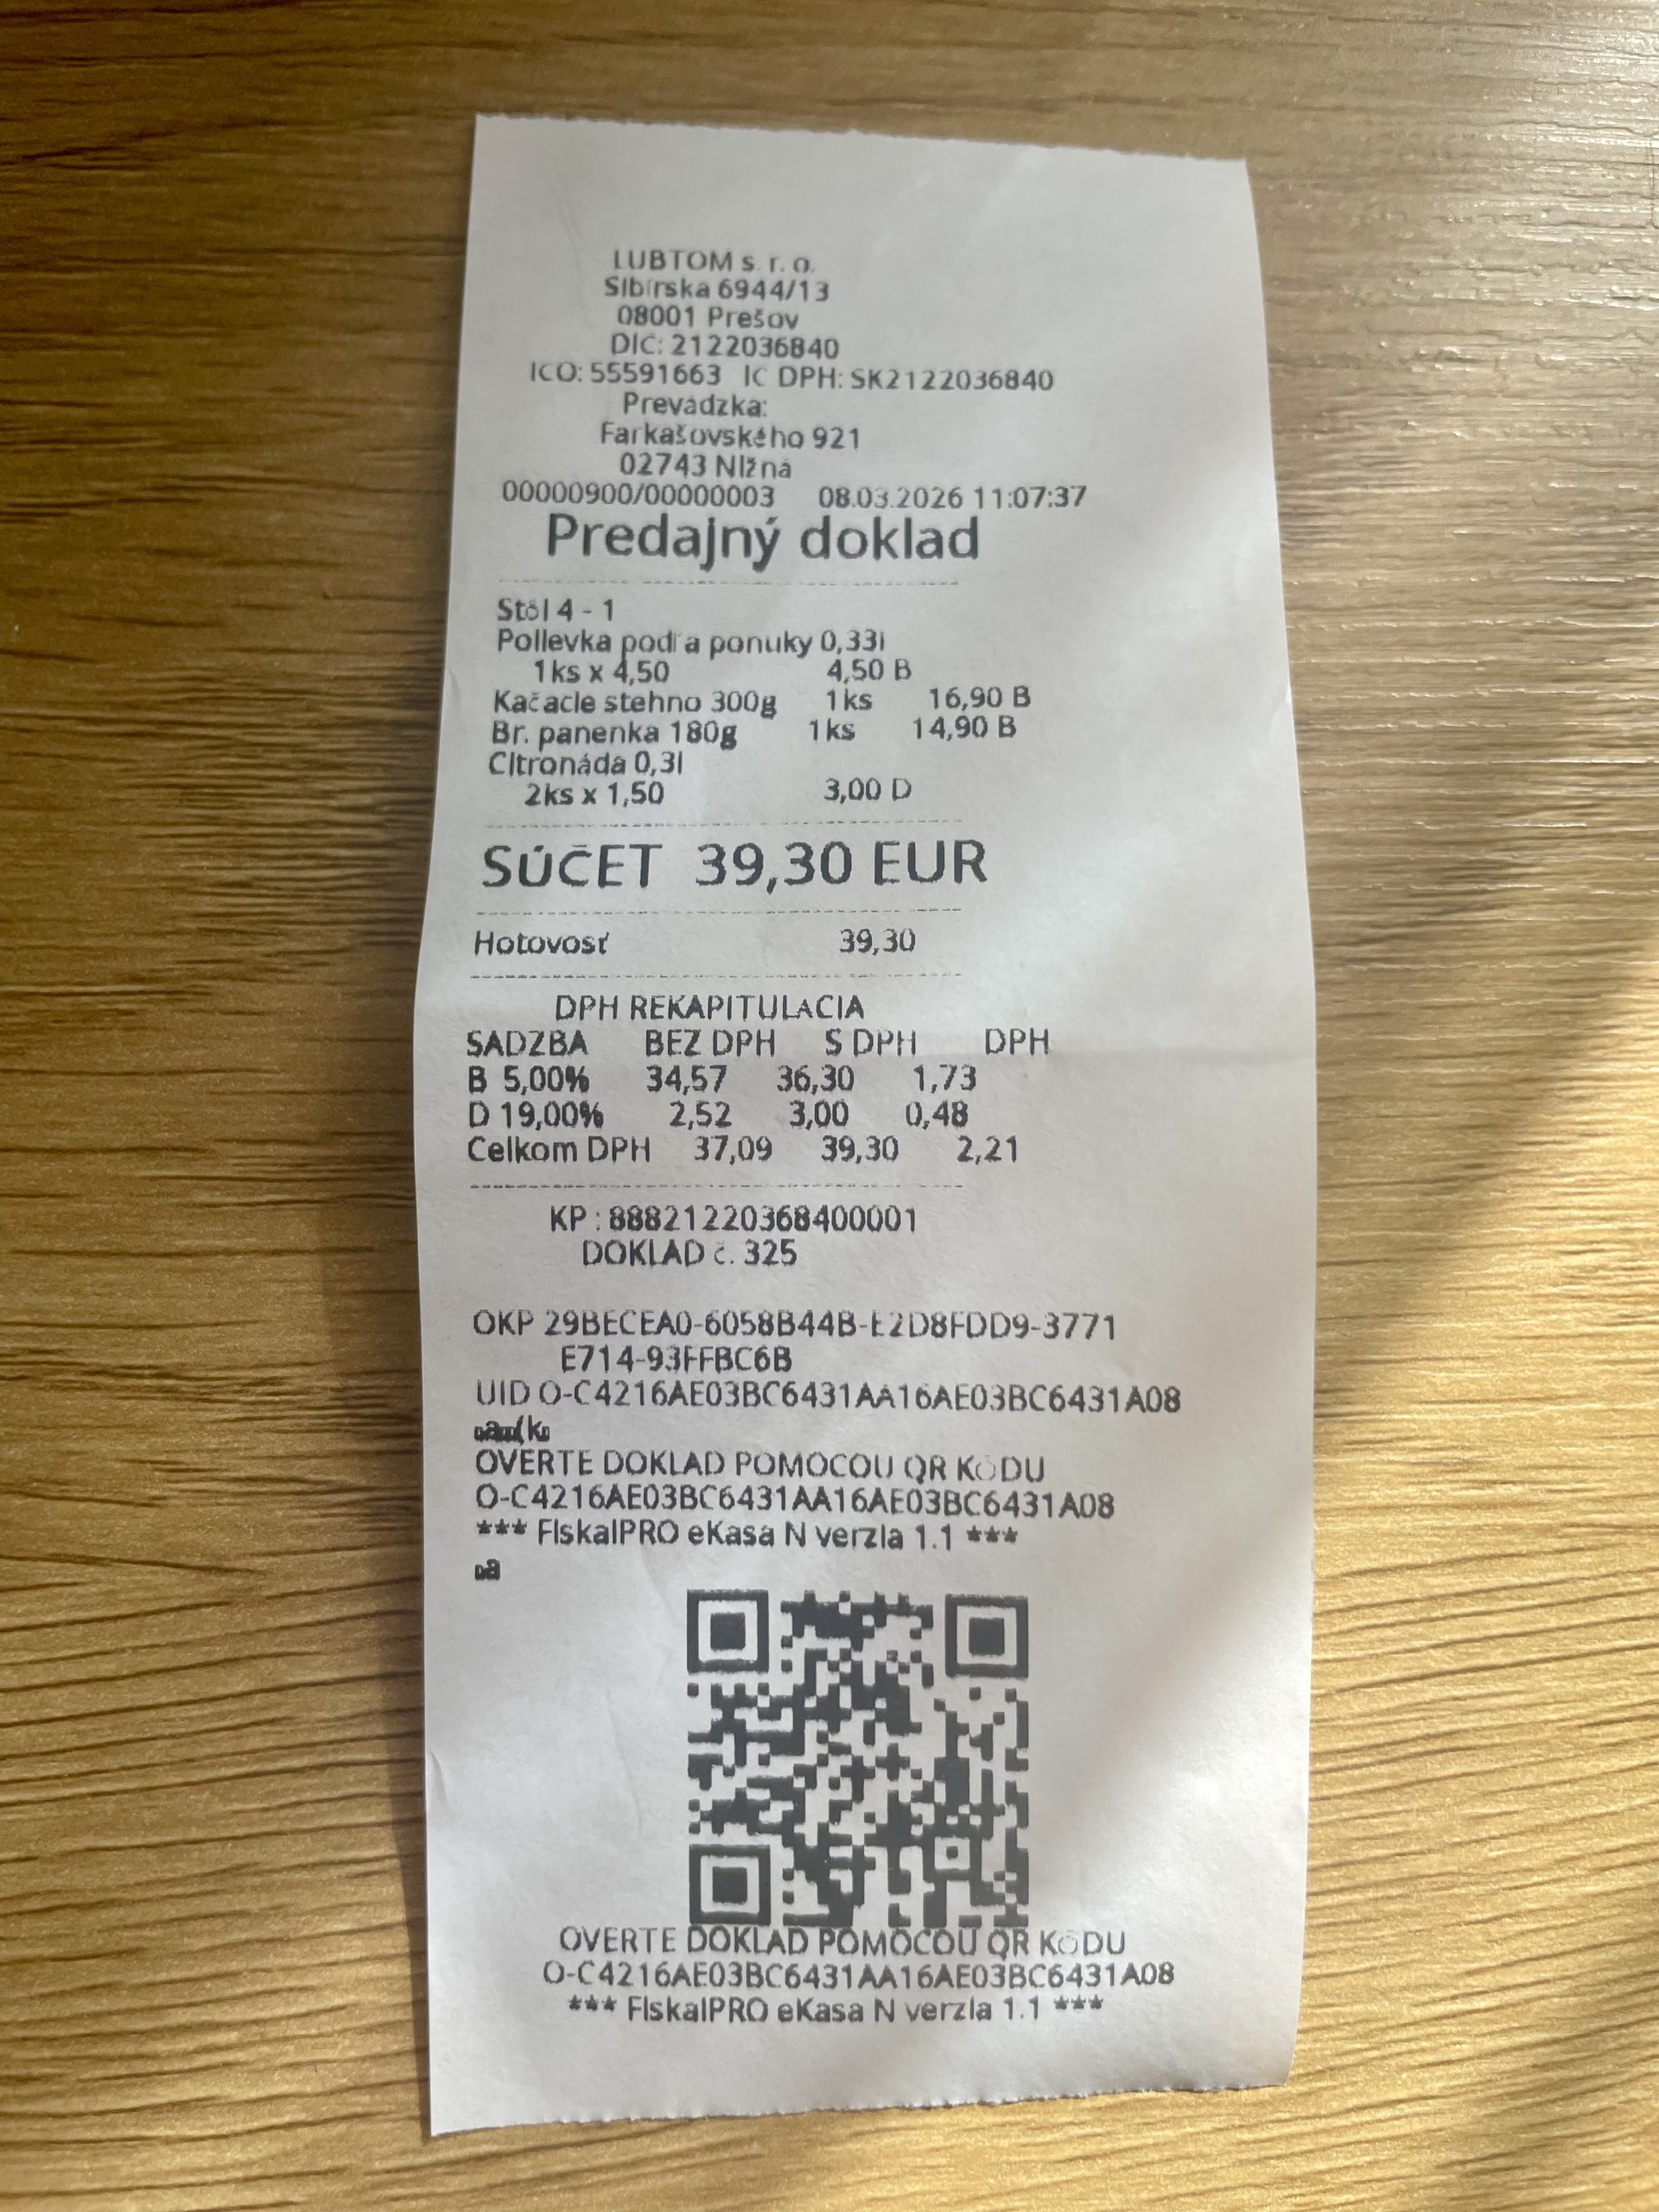 LUBTOM s. r. o.
Sibírska 6944/13
08001 Prešov
DIČ: 2122036840
IČO: 55591663 IČ DPH: SK2122036840
Prevádzka:
Farkašovského 921
02743 Nižná
00000900/00000003 08.03.2026 11:07:37
Predajný doklad
Stôl 4 - 1
Polievka podľa ponuky 0,33l
1ks x 4,50 4,50 B
Kačacie stehno 300g 1ks 16,90 B
Br. panenka 180g 1ks 14,90 B
Citronáda 0,3l
2ks x 1,50 3,00 D
SÚČET 39,30 EUR
Hotovosť 39,30
DPH REKAPITULÁCIA
SADZBA BEZ DPH S DPH DPH
B 5,00% 34,57 36,30 1,73
D 19,00% 2,52 3,00 0,48
Celkom DPH 37,09 39,30 2,21
KP : 88821220368400001
DOKLAD č. 325
OKP 29BECEA0-6058B44B-E2D8FDD9-3771
E714-93FFBC6B
UID O-C4216AE03BC6431AA16AE03BC6431A08
OVERTE DOKLAD POMOCOU QR KÓDU
O-C4216AE03BC6431AA16AE03BC6431A08
*** FiskalPRO eKasa N verzia 1.1 ***
OVERTE DOKLAD POMOCOU QR KÓDU
O-C4216AE03BC6431AA16AE03BC6431A08
*** FiskalPRO eKasa N verzia 1.1 ***